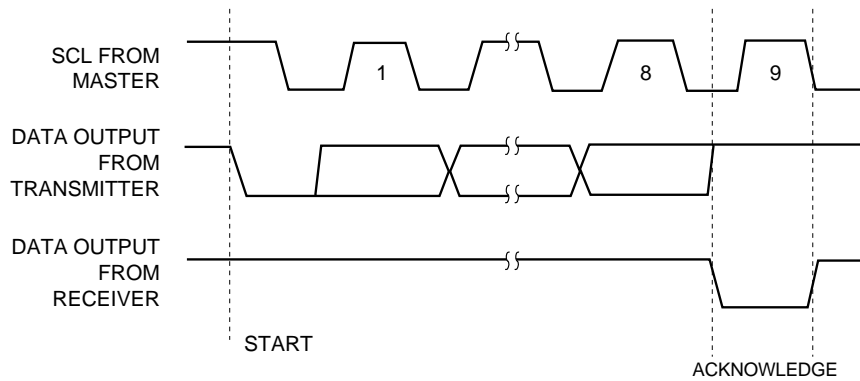 SCL FROM
MASTER
1
8
9
DATA OUTPUT
FROM
TRANSMITTER
DATA OUTPUT
FROM
RECEIVER
START
ACKNOWLEDGE